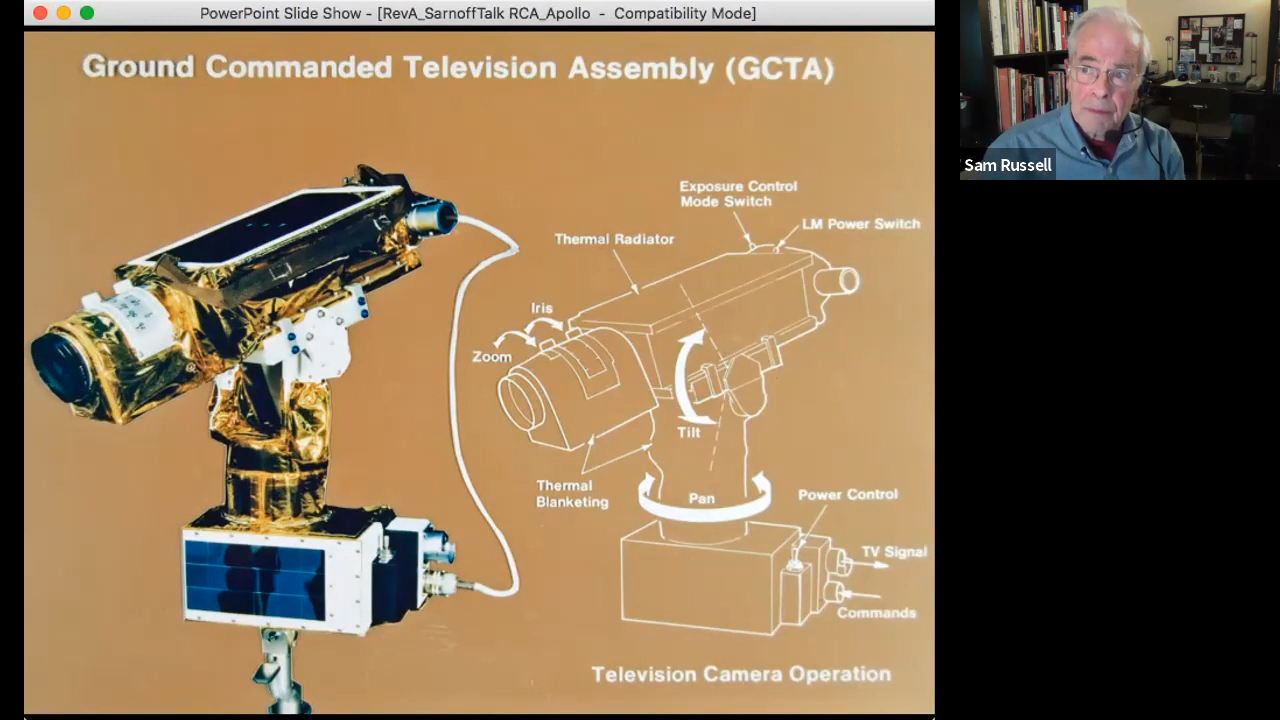 PowerPoint Slide Show - [RevA_SarnoffTalk RCA_Apollo - Compatibility Mode]
Ground Commanded Television Assembly (GCTA)
Sam Russell
Exposure Control
Mode Switch
LM Power Switch
Thermal Radiator
Iris
Zoom
Tilt
Thermal
Blanketing
Pan
Power Control
TV Signal
Commands
Television Camera Operation